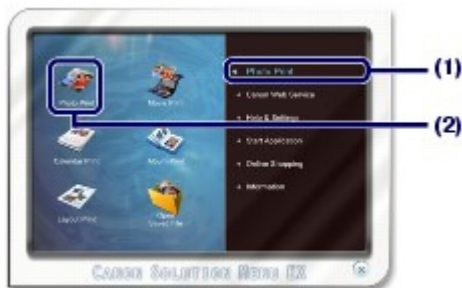 Photo Print
(1)
Canon Web Service
Photo Print
Movie Print
Help & Settings
(2)
Start Application
Calendar Print
Album Print
Online Shopping
Information
Layout Print
Open Saved File
CANON SOLUTION MENU EX